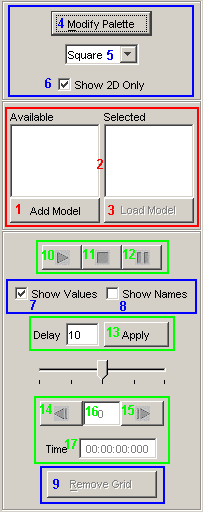 4 Modify Palette
Square 5
6 Show 2D Only
Available Selected
2
1 Add Model 3 Load Model
10 11 12
Show Values Show Names
7 8
Delay 10 13 Apply
14 16 0 15
17
Time 00:00:00:000
9 Remove Grid